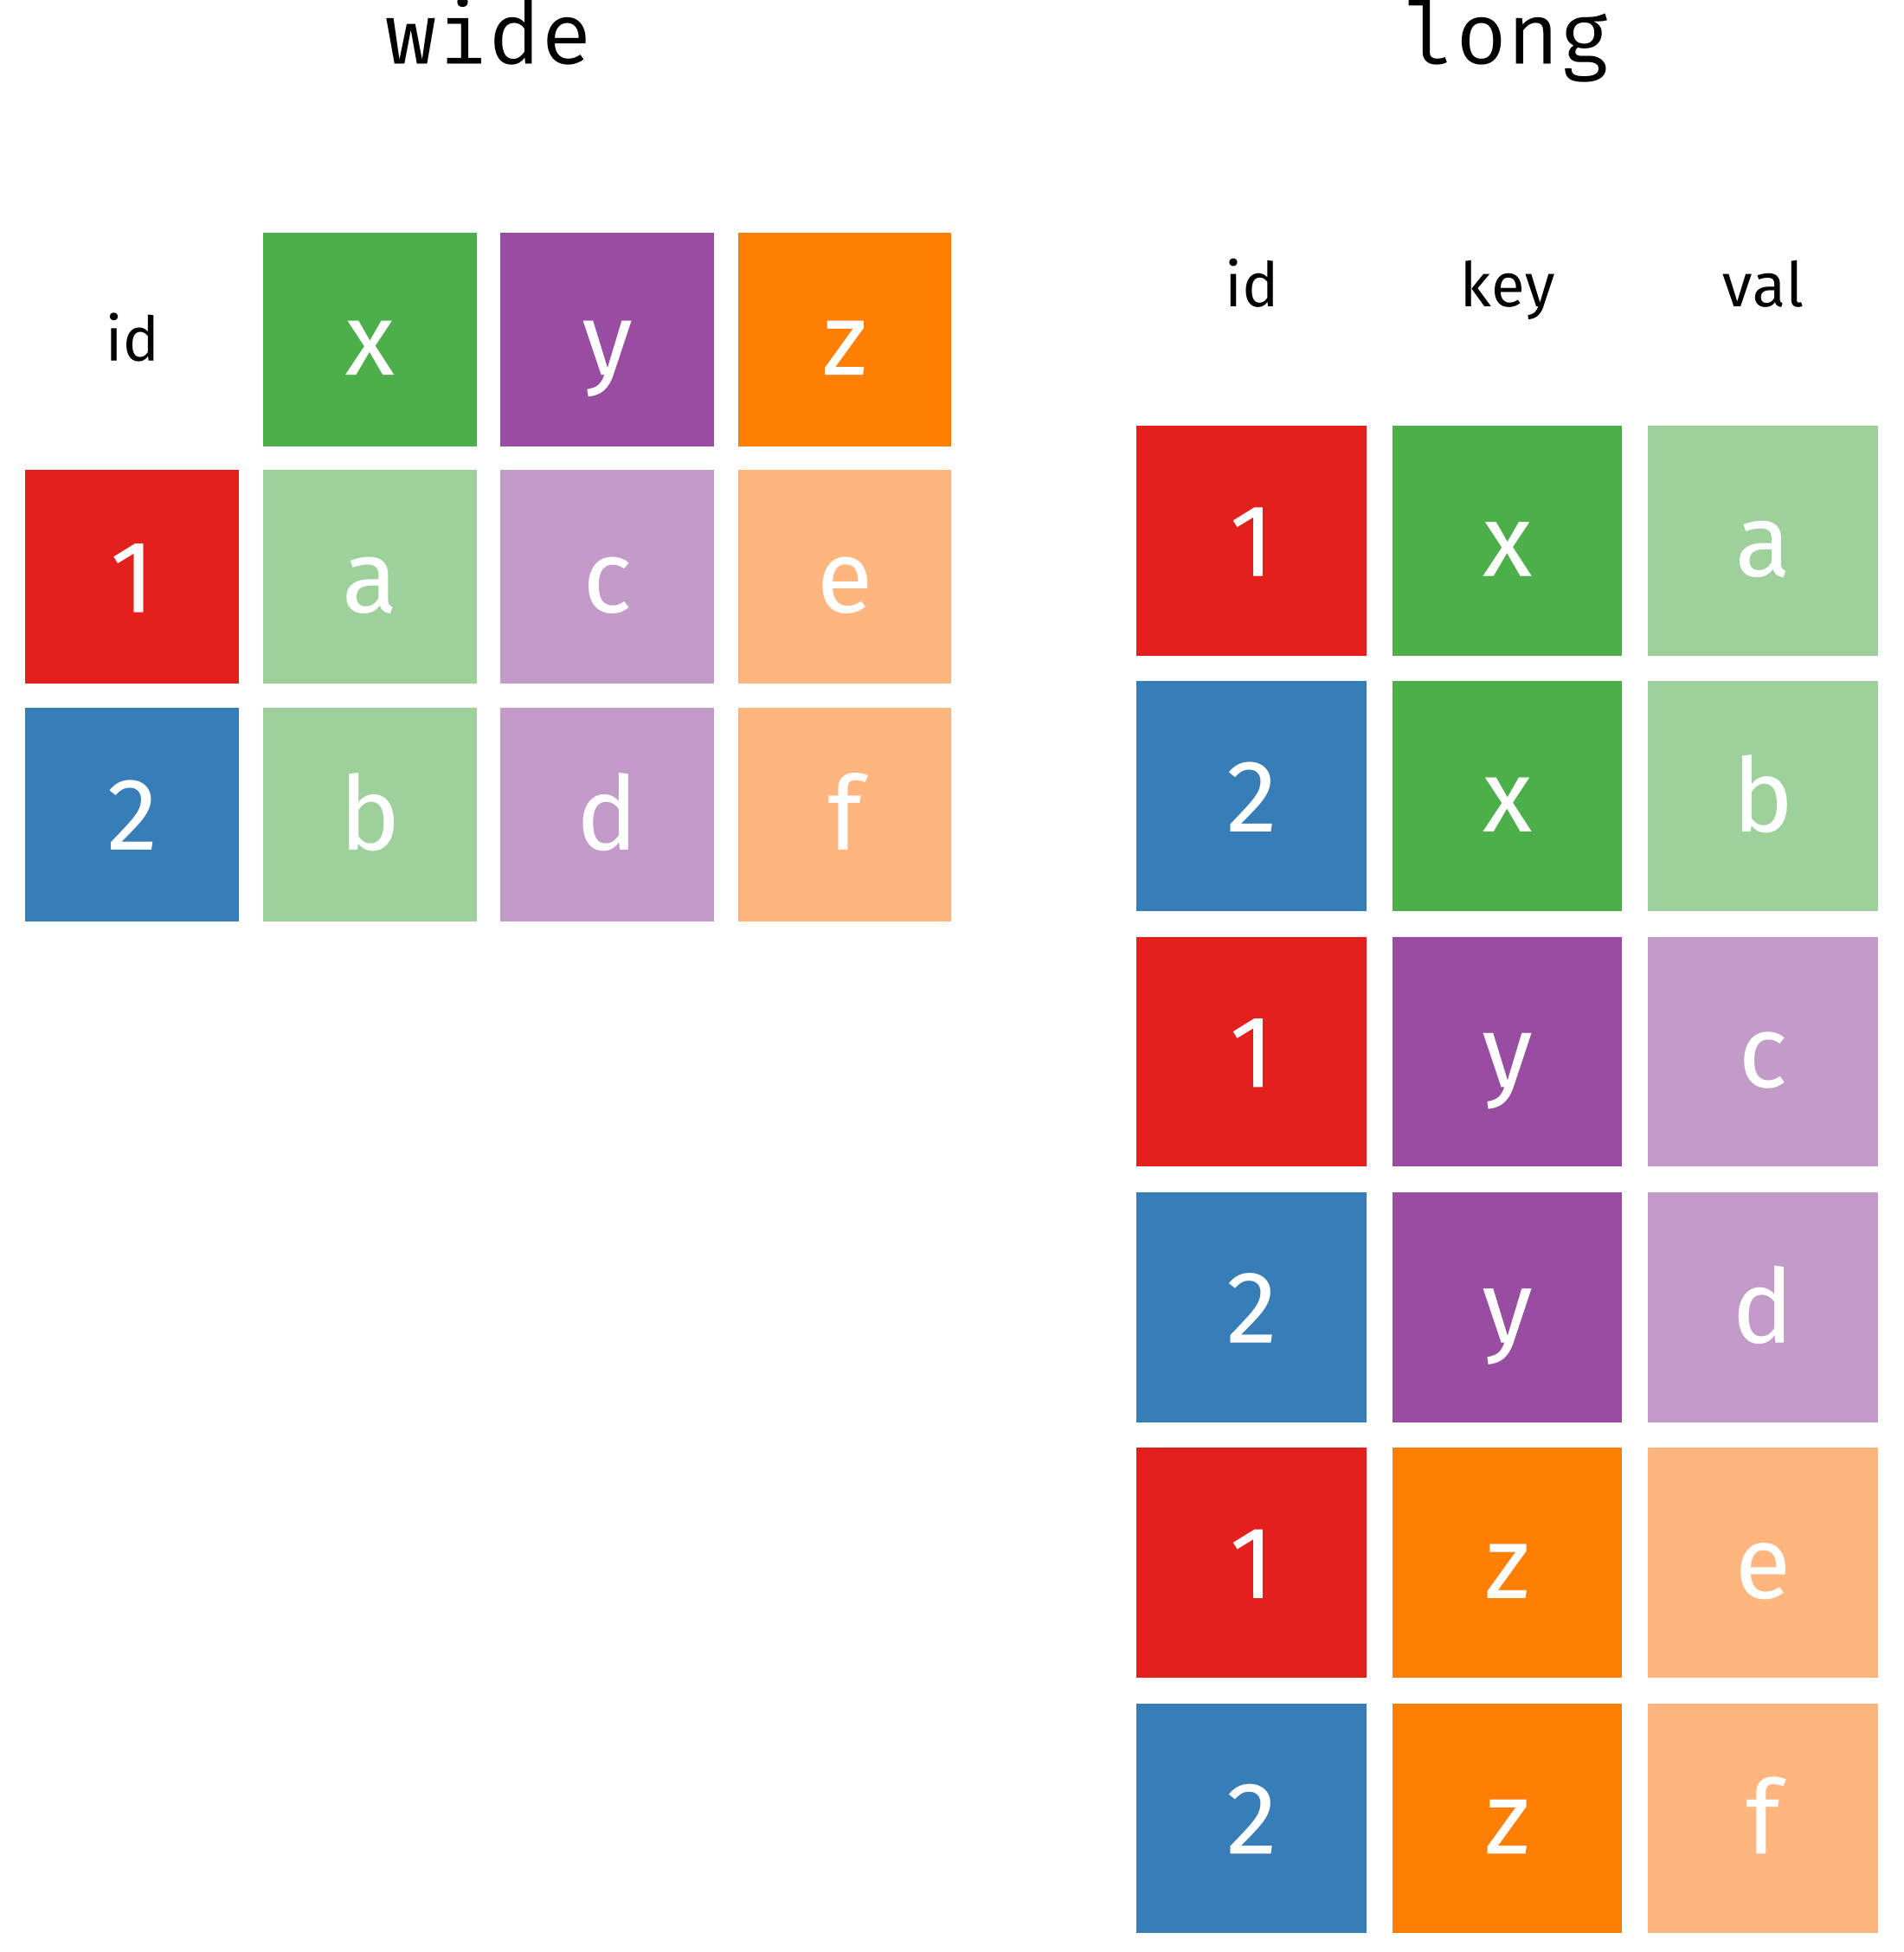 wide
id x y z
1 a c e
2 b d f
long
id key val
1 x a
2 x b
1 y c
2 y d
1 z e
2 z f